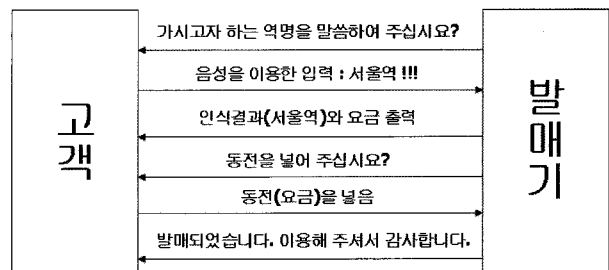 고객
가시고자 하는 역명을 말씀하여 주십시요?
음성을 이용한 입력 : 서울역 !!!
인식결과(서울역)와 요금 출력
동전을 넣어 주십시요?
동전(요금)을 넣음
발매되었습니다. 이용해 주셔서 감사합니다.
발매기